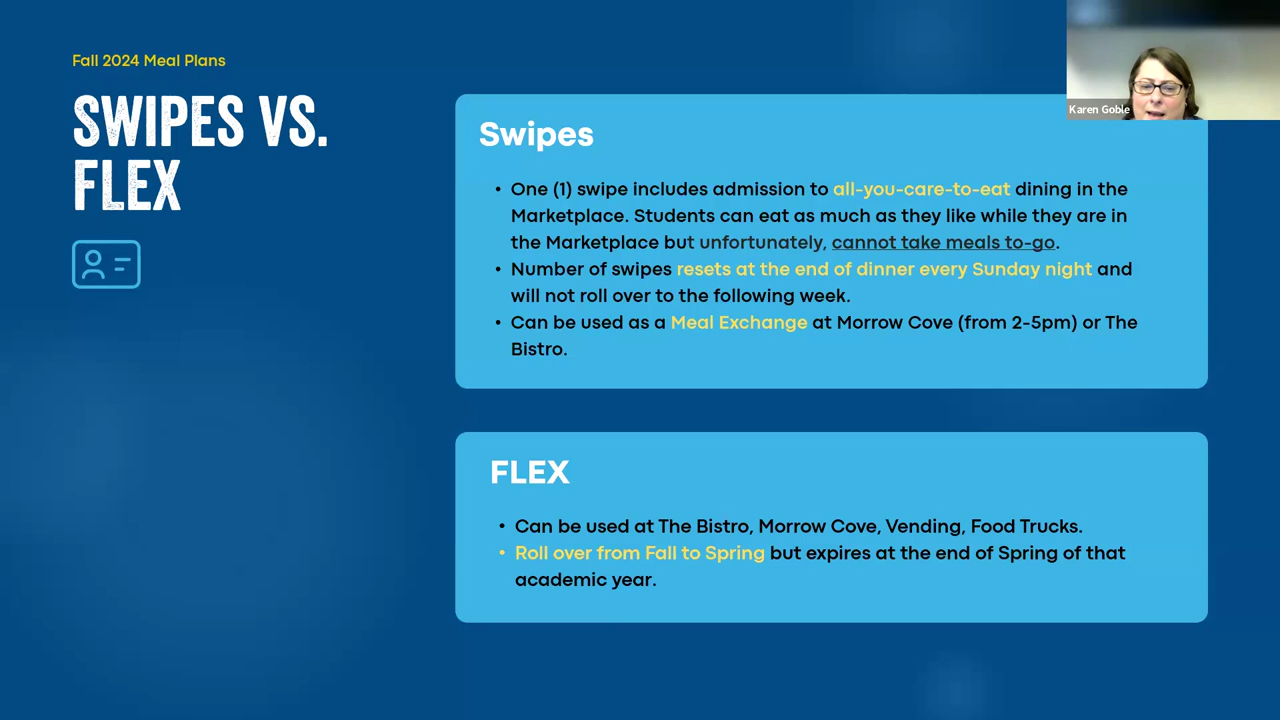 Fall 2024 Meal Plans
SWIPES VS.
FLEX
Karen Goble
Swipes
• One (1) swipe includes admission to all-you-care-to-eat dining in the
Marketplace. Students can eat as much as they like while they are in
the Marketplace but unfortunately, cannot take meals to-go.
• Number of swipes resets at the end of dinner every Sunday night and
will not roll over to the following week.
• Can be used as a Meal Exchange at Morrow Cove (from 2-5pm) or The
Bistro.
FLEX
• Can be used at The Bistro, Morrow Cove, Vending, Food Trucks.
• Roll over from Fall to Spring but expires at the end of Spring of that
academic year.